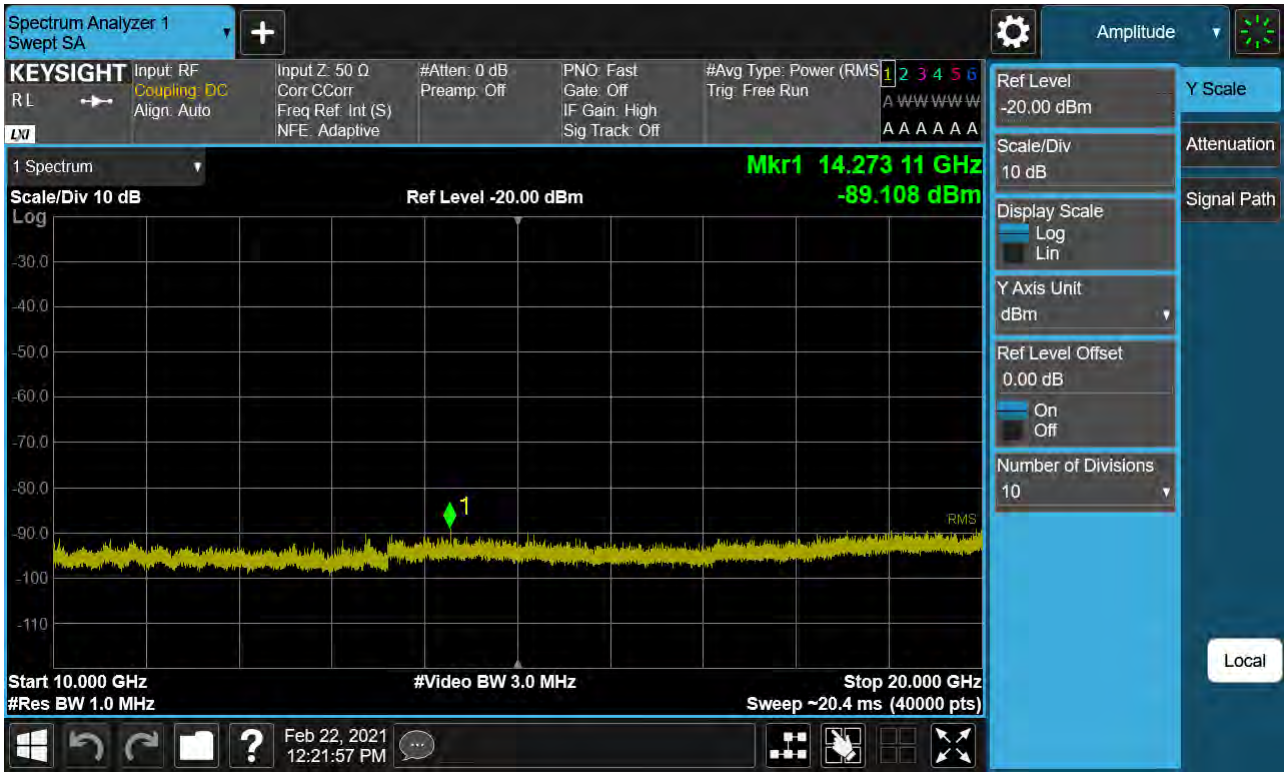 Spectrum Analyzer 1
Swept SA
+
Amplitude
KEYSIGHT
RL
LXI
Input: RF
Coupling: DC
Align: Auto
Input Z: 50 Ω
Corr CCorr
Freq Ref: Int (S)
NFE: Adaptive
#Atten: 0 dB
Preamp: Off
PNO: Fast
Gate: Off
IF Gain: High
Sig Track: Off
#Avg Type: Power (RMS
Trig: Free Run
1 2 3 4 5 6
A W W W W W
A A A A A A
1 Spectrum
Scale/Div 10 dB
Ref Level -20.00 dBm
Mkr1 14.273 11 GHz
-89.108 dBm
Log
-30.0
-40.0
-50.0
-60.0
-70.0
-80.0
-90.0
-100
-110
1
RMS
Start 10.000 GHz
#Res BW 1.0 MHz
#Video BW 3.0 MHz
Stop 20.000 GHz
Sweep ~20.4 ms (40000 pts)
Ref Level
-20.00 dBm
Scale/Div
10 dB
Display Scale
Log
Lin
Y Axis Unit
dBm
Ref Level Offset
0.00 dB
On
Off
Number of Divisions
10
Y Scale
Attenuation
Signal Path
Local
?
Feb 22, 2021
12:21:57 PM